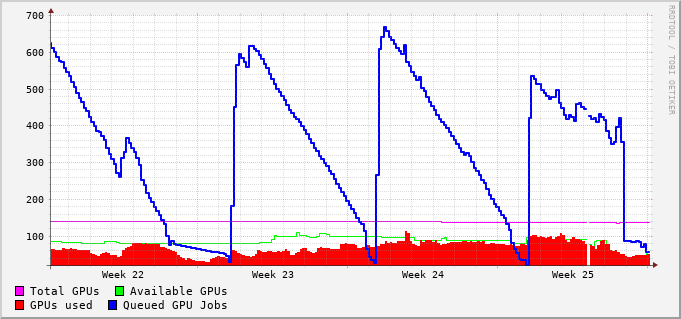 700
600
500
400
300
200
100
Week 22 Week 23 Week 24 Week 25
Total GPUs Available GPUs
GPUs used Queued GPU Jobs
RRDTOOL / TOBI OETIKER